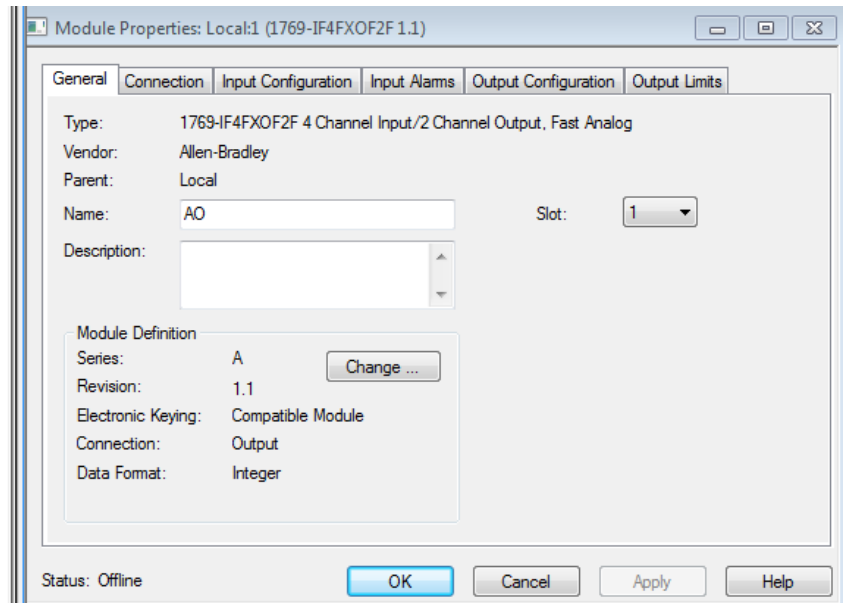 Module Properties: Local:1 (1769-IF4FXOF2F 1.1)
General Connection Input Configuration Input Alarms Output Configuration Output Limits
Type: 1769-IF4FXOF2F 4 Channel Input/2 Channel Output, Fast Analog
Vendor: Allen-Bradley
Parent: Local
Name: AO Slot: 1
Description:
Module Definition
Series: A Change ...
Revision: 1.1
Electronic Keying: Compatible Module
Connection: Output
Data Format: Integer
Status: Offline OK Cancel Apply Help